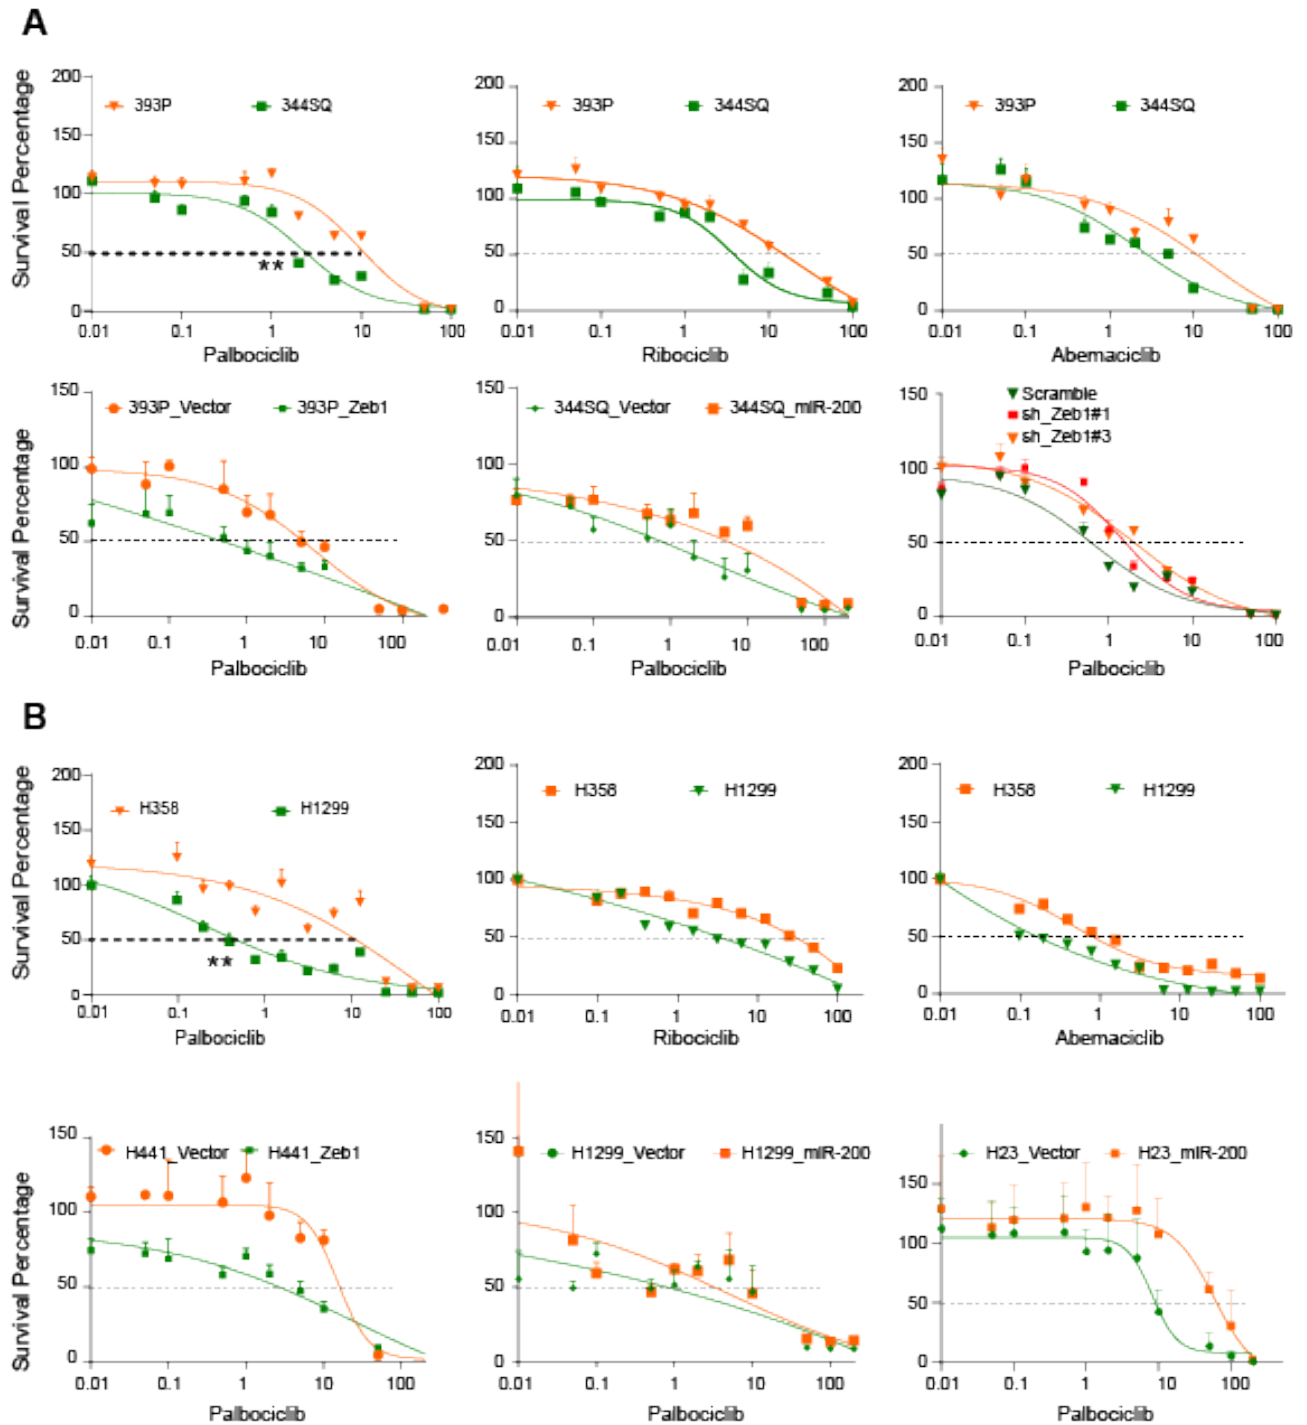 A
Survival Percentage
200
150
100
50
0
393P
344SQ
**
0.01 0.1 1 10 100
Palbociclib
200
150
100
50
0
393P
344SQ
0.01 0.1 1 10 100
Ribociclib
200
150
100
50
0
393P
344SQ
0.01 0.1 1 10 100
Abemaciclib
Survival Percentage
150
100
50
0
393P_Vector
393P_Zeb1
0.01 0.1 1 10 100
Palbociclib
150
100
50
0
344SQ_Vector
344SQ_miR-200
0.01 0.1 1 10 100
Palbociclib
150
100
50
0
Scramble
sh_Zeb1#1
sh_Zeb1#3
0.01 0.1 1 10 100
Palbociclib
B
Survival Percentage
200
150
100
50
0
H358
H1299
**
0.01 0.1 1 10 100
Palbociclib
200
150
100
50
0
H358
H1299
0.01 0.1 1 10 100
Ribociclib
200
150
100
50
0
H358
H1299
0.01 0.1 1 10 100
Abemaciclib
Survival Percentage
150
100
50
0
H441_Vector
H441_Zeb1
0.01 0.1 1 10 100
Palbociclib
150
100
50
0
H1299_Vector
H1299_miR-200
0.01 0.1 1 10 100
Palbociclib
150
100
50
0
H23_Vector
H23_miR-200
0.01 0.1 1 10 100
Palbociclib